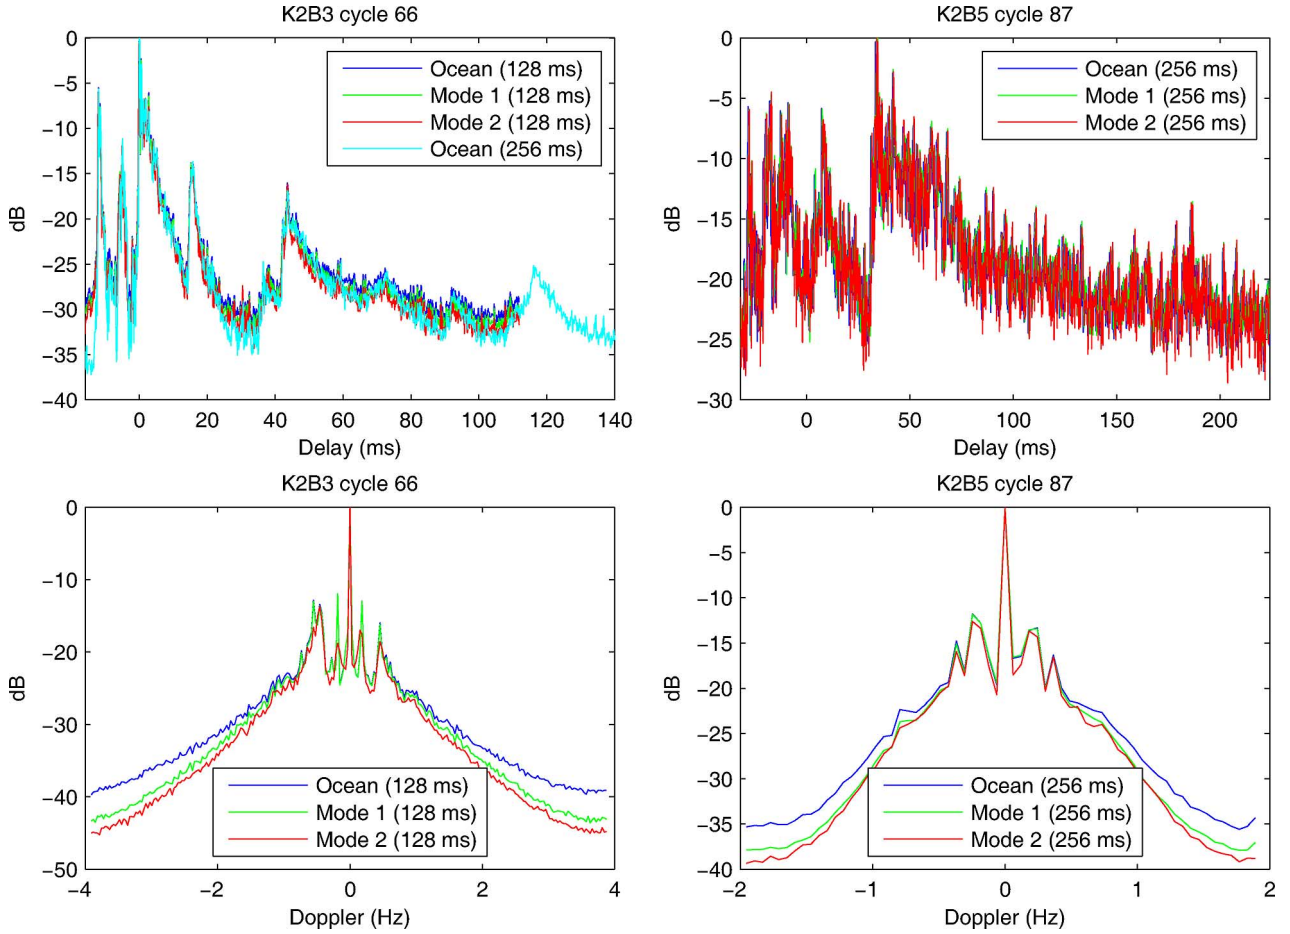 K2B3 cycle 66
0
−5
−10
−15
−20
−25
−30
−35
−40
dB
Ocean (128 ms)
Mode 1 (128 ms)
Mode 2 (128 ms)
Ocean (256 ms)
0 20 40 60 80 100 120 140
Delay (ms)
K2B5 cycle 87
0
−5
−10
−15
−20
−25
−30
dB
Ocean (256 ms)
Mode 1 (256 ms)
Mode 2 (256 ms)
0 50 100 150 200
Delay (ms)
K2B3 cycle 66
0
−10
−20
−30
−40
−50
dB
Ocean (128 ms)
Mode 1 (128 ms)
Mode 2 (128 ms)
−4 −2 0 2 4
Doppler (Hz)
K2B5 cycle 87
0
−5
−10
−15
−20
−25
−30
−35
−40
dB
Ocean (256 ms)
Mode 1 (256 ms)
Mode 2 (256 ms)
−2 −1 0 1 2
Doppler (Hz)